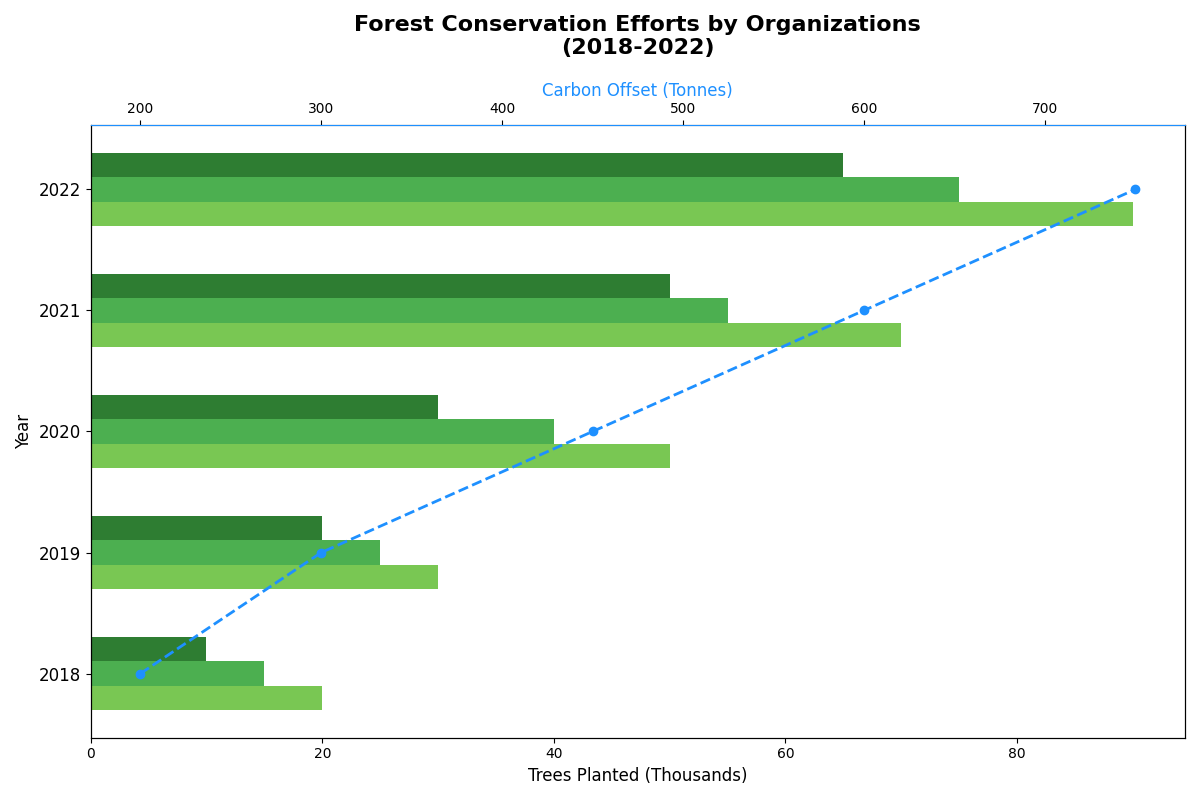 Forest Conservation Efforts by Organizations
(2018-2022)
Carbon Offset (Tonnes)
200 300 400 500 600 700
2022
2021
2020
2019
2018
Year
0 20 40 60 80
Trees Planted (Thousands)